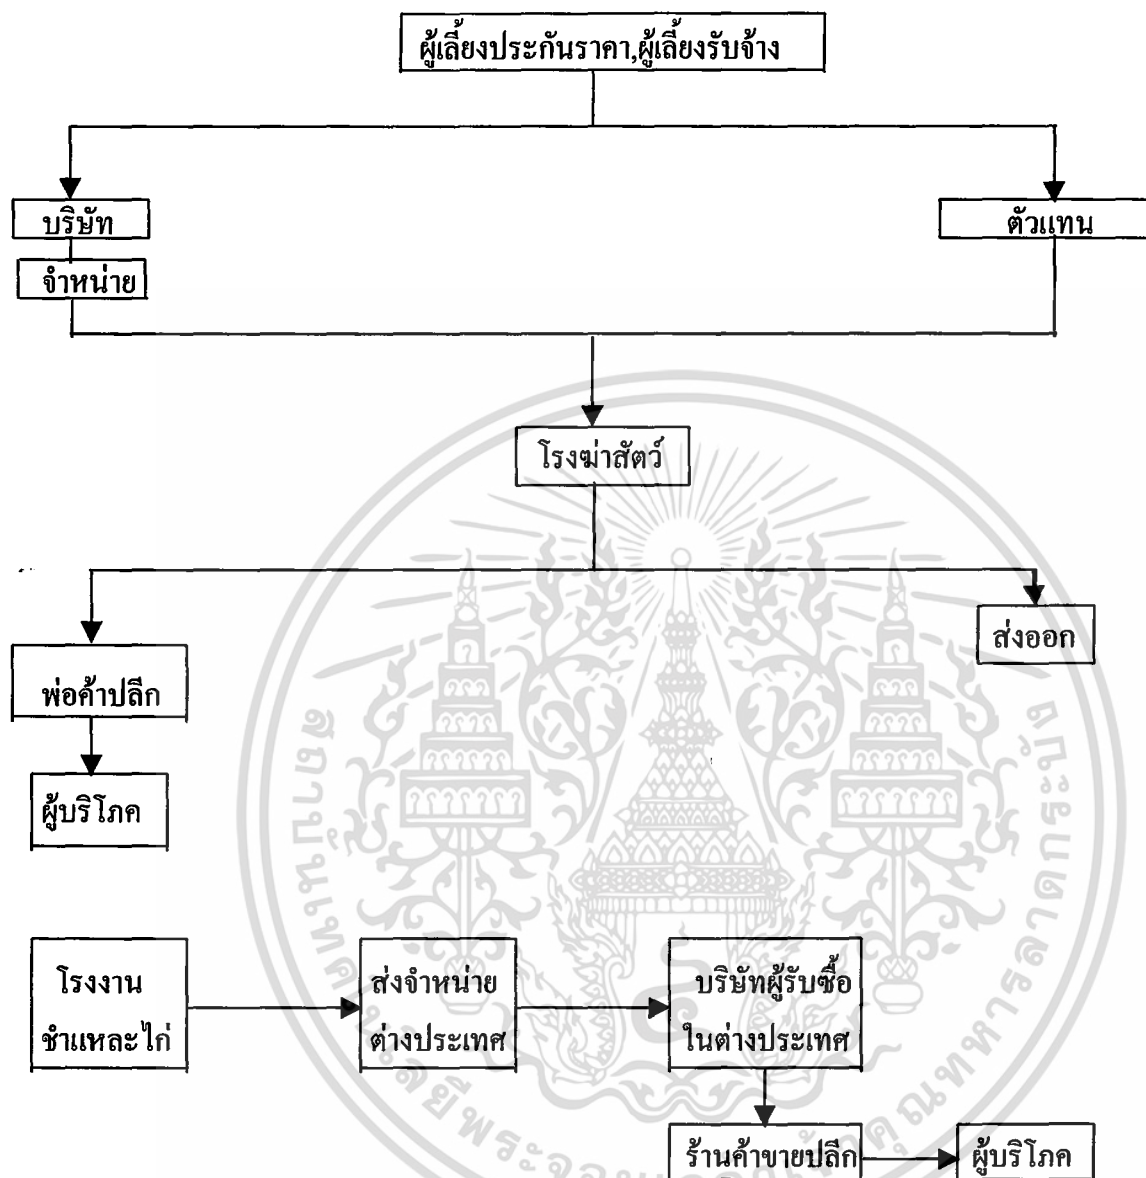 ผู้เลี้ยงประกันราคา,ผู้เลี้ยงรับจ้าง
บริษัท
ตัวแทน
จำหน่าย
โรงฆ่าสัตว์
ส่งออก
พ่อค้าปลีก
ผู้บริโภค
โรงงาน
ชำแหละไก่
ส่งจำหน่าย
ต่างประเทศ
บริษัทผู้รับซื้อ
ในต่างประเทศ
ร้านค้าขายปลีก
ผู้บริโภค